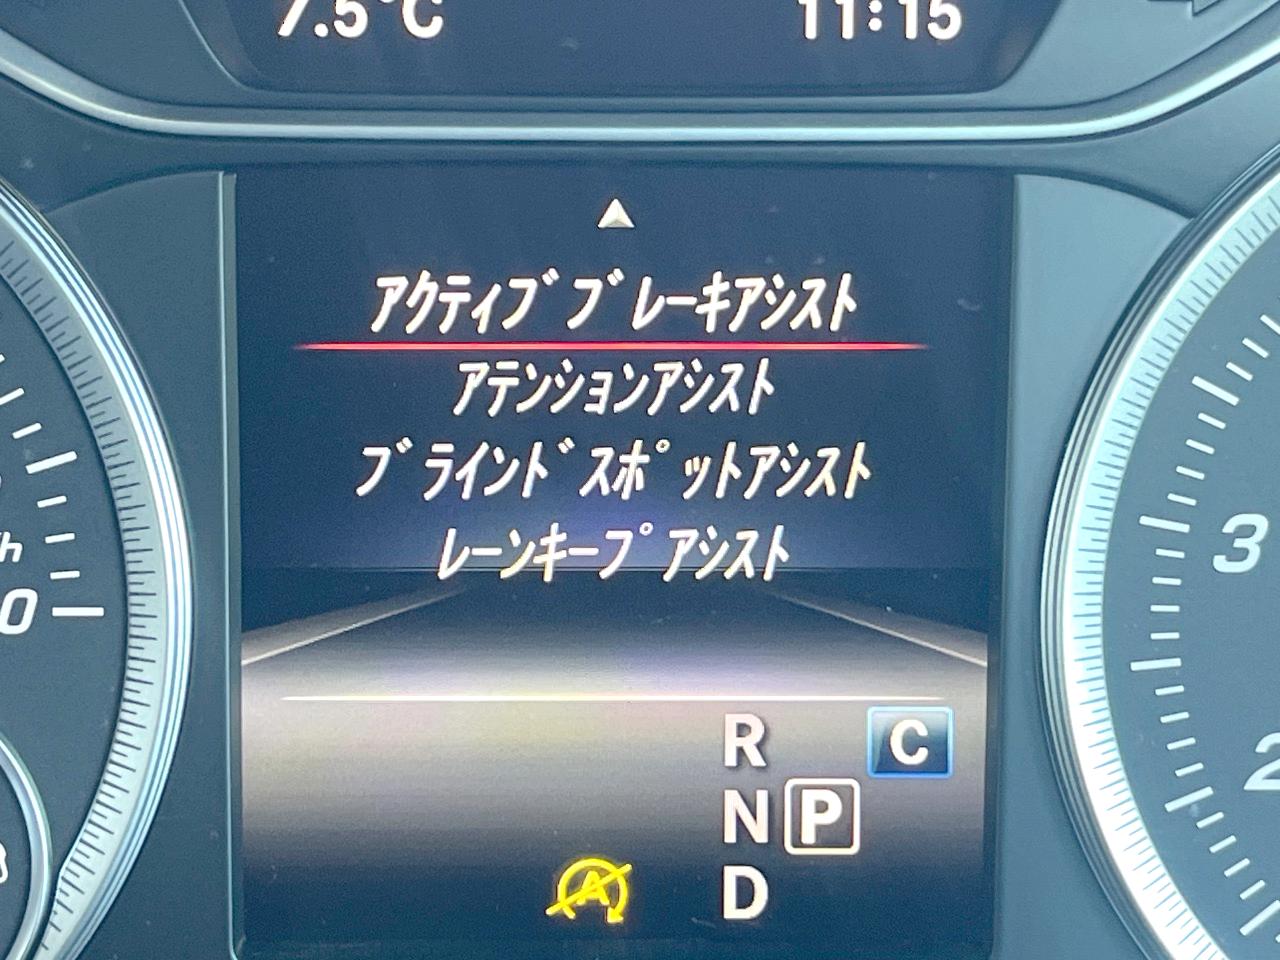 7.5°C 11:15
ｱｸﾃｨﾌﾞﾌﾞﾚｰｷｱｼｽﾄ
ｱﾃﾝｼｮﾝｱｼｽﾄ
ﾌﾞﾗｲﾝﾄﾞｽﾎﾟｯﾄｱｼｽﾄ
ﾚｰﾝｷｰﾌﾟｱｼｽﾄ
R C
N P
D
A
3
2
0